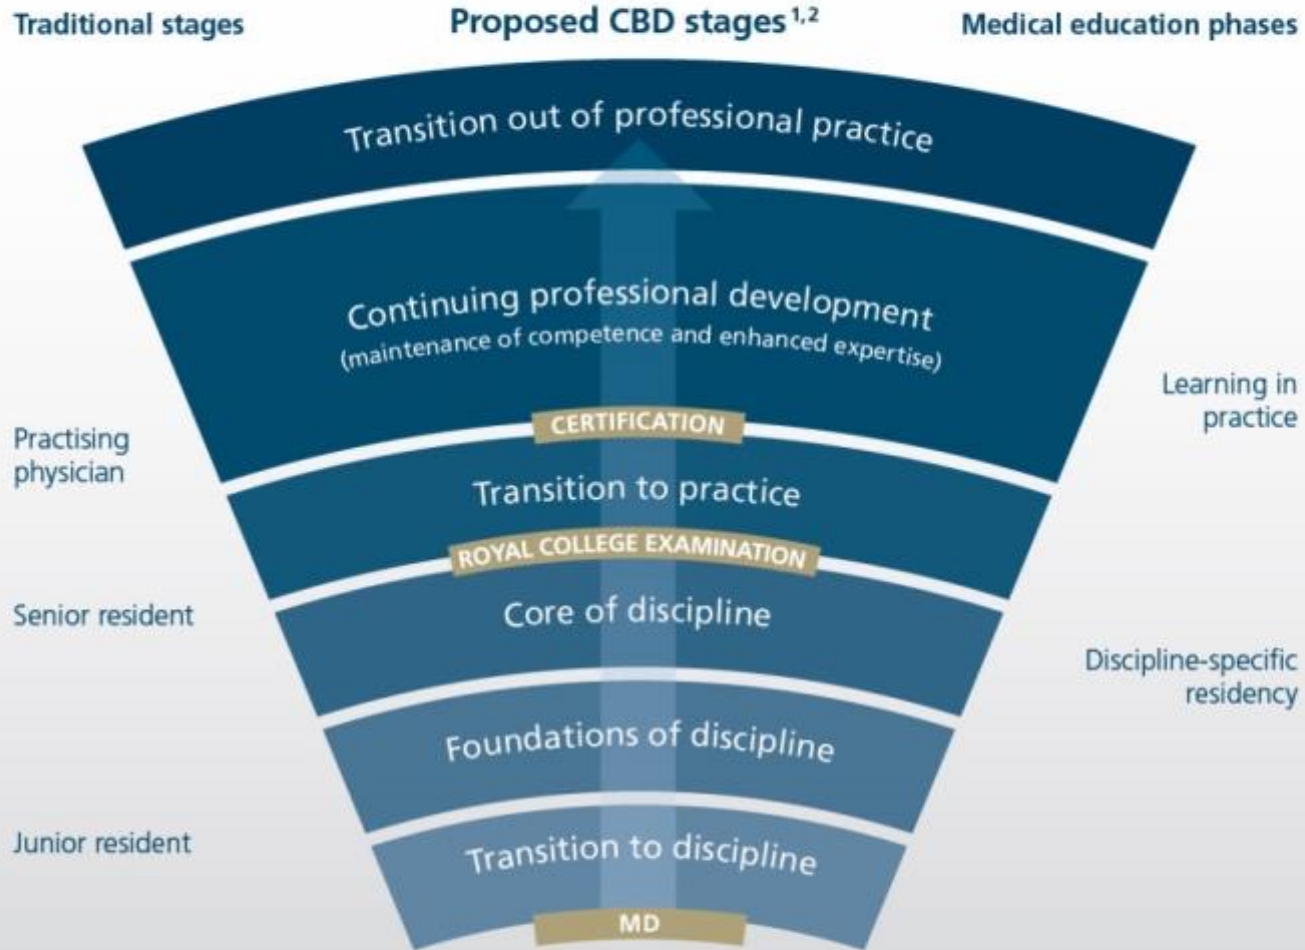 Traditional stages
Proposed CBD stages 1,2
Medical education phases
Transition out of professional practice
Continuing professional development
(maintenance of competence and enhanced expertise)
Learning in
practice
CERTIFICATION
Practising
physician
Transition to practice
ROYAL COLLEGE EXAMINATION
Senior resident
Core of discipline
Discipline-specific
residency
Foundations of discipline
Junior resident
Transition to discipline
MD